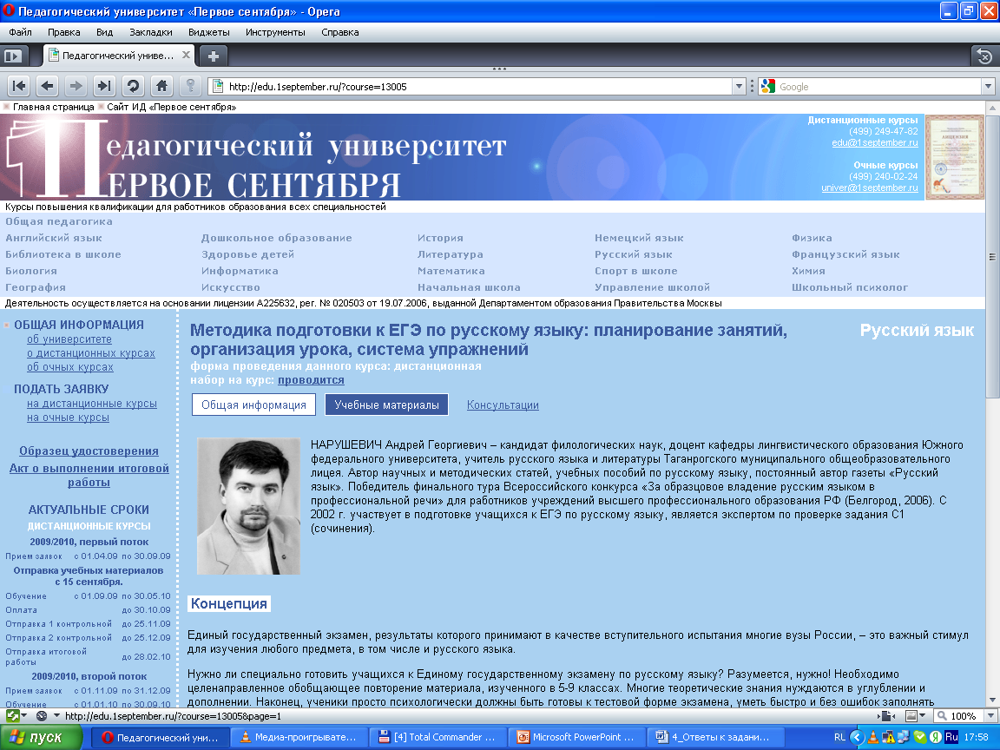 Педагогический университет «Первое сентября» - Opera
Файл Правка Вид Закладки Виджеты Инструменты Справка
Педагогический униве...
http://edu.1september.ru/?course=13005 Google
Главная страница Сайт ИД «Первое сентября»
Педагогический университет
ПЕРВОЕ СЕНТЯБРЯ
Дистанционные курсы
(499) 249-47-82
edu@1september.ru
Очные курсы
(499) 240-02-24
univer@1september.ru
ЛИЦЕНЗИЯ
Курсы повышения квалификации для работников образования всех специальностей
Общая педагогика
Английский язык Дошкольное образование История Немецкий язык Физика
Библиотека в школе Здоровье детей Литература Русский язык Французский язык
Биология Информатика Математика Спорт в школе Химия
География Искусство Начальная школа Управление школой Школьный психолог
Деятельность осуществляется на основании лицензии А225632, рег. № 020503 от 19.07.2006, выданной Департаментом образования Правительства Москвы
ОБЩАЯ ИНФОРМАЦИЯ
об университете
о дистанционных курсах
об очных курсах
ПОДАТЬ ЗАЯВКУ
на дистанционные курсы
на очные курсы
Образец удостоверения
Акт о выполнении итоговой
работы
АКТУАЛЬНЫЕ СРОКИ
ДИСТАНЦИОННЫЕ КУРСЫ
2009/2010, первый поток
Прием заявок с 01.04.09 по 30.09.09
Отправка учебных материалов
с 15 сентября.
Обучение с 01.09.09 по 30.05.10
Оплата до 30.10.09
Отправка 1 контрольной до 25.11.09
Отправка 2 контрольной до 25.12.09
Отправка итоговой
работы до 28.02.10
2009/2010, второй поток
Прием заявок с 01.11.09 по 31.12.09
Обучение с 01.01.10 по 30.09.10
Методика подготовки к ЕГЭ по русскому языку: планирование занятий,
организация урока, система упражнений
Русский язык
форма проведения данного курса: дистанционная
набор на курс: проводится
Общая информация Учебные материалы Консультации
НАРУШЕВИЧ Андрей Георгиевич – кандидат филологических наук, доцент кафедры лингвистического образования Южного
федерального университета, учитель русского языка и литературы Таганрогского муниципального общеобразовательного
лицея. Автор научных и методических статей, учебных пособий по русскому языку, постоянный автор газеты «Русский
язык». Победитель финального тура Всероссийского конкурса «За образцовое владение русским языком в
профессиональной речи» для работников учреждений высшего профессионального образования РФ (Белгород, 2006). С
2002 г. участвует в подготовке учащихся к ЕГЭ по русскому языку, является экспертом по проверке задания С1
(сочинения).
Концепция
Единый государственный экзамен, результаты которого принимают в качестве вступительного испытания многие вузы России, – это важный стимул
для изучения любого предмета, в том числе и русского языка.
Нужно ли специально готовить учащихся к Единому государственному экзамену по русскому языку? Разумеется, нужно! Необходимо
целенаправленное обобщающее повторение материала, изученного в 5-9 классах. Многие теоретические знания нуждаются в углублении и
дополнении. Наконец, ученики просто психологически должны быть готовы к тестовой форме экзамена, уметь быстро и без ошибок заполнять
http://edu.1september.ru/?course=13005&page=1 100%
пуск Педагогический уни... Медиа-проигрывате... [4] Total Commander ... Microsoft PowerPoint ... 4_Ответы к задани... RL Ru 17:58